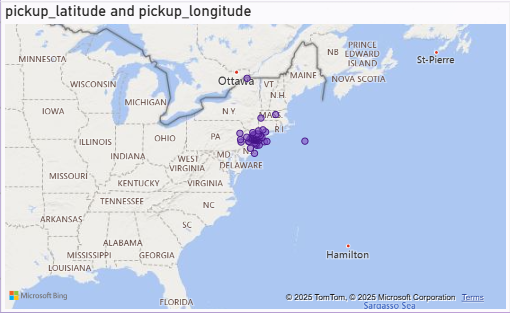 pickup_latitude and pickup_longitude
MINNESOTA
NB
PRINCE
EDWARD
ISLAND
St-Pierre
Ottawa
WISCONSIN
MAINE
NOVA SCOTIA
VT
N.H
MICHIGAN
IOWA
N Y
MA
R I
ILLINOIS
OHIO
PA
INDIANA
WEST
VIRGINIA
MD
DELAWARE
MISSOURI
KENTUCKY
VIRGINIA
TENNESSEE
NC
ARKANSAS
SC
ALABAMA
MISSISSIPPI
GEORGIA
Hamilton
LOUISIANA
Microsoft Bing
© 2025 TomTom, © 2025 Microsoft Corporation Terms
FLORIDA
Sargasso Sea